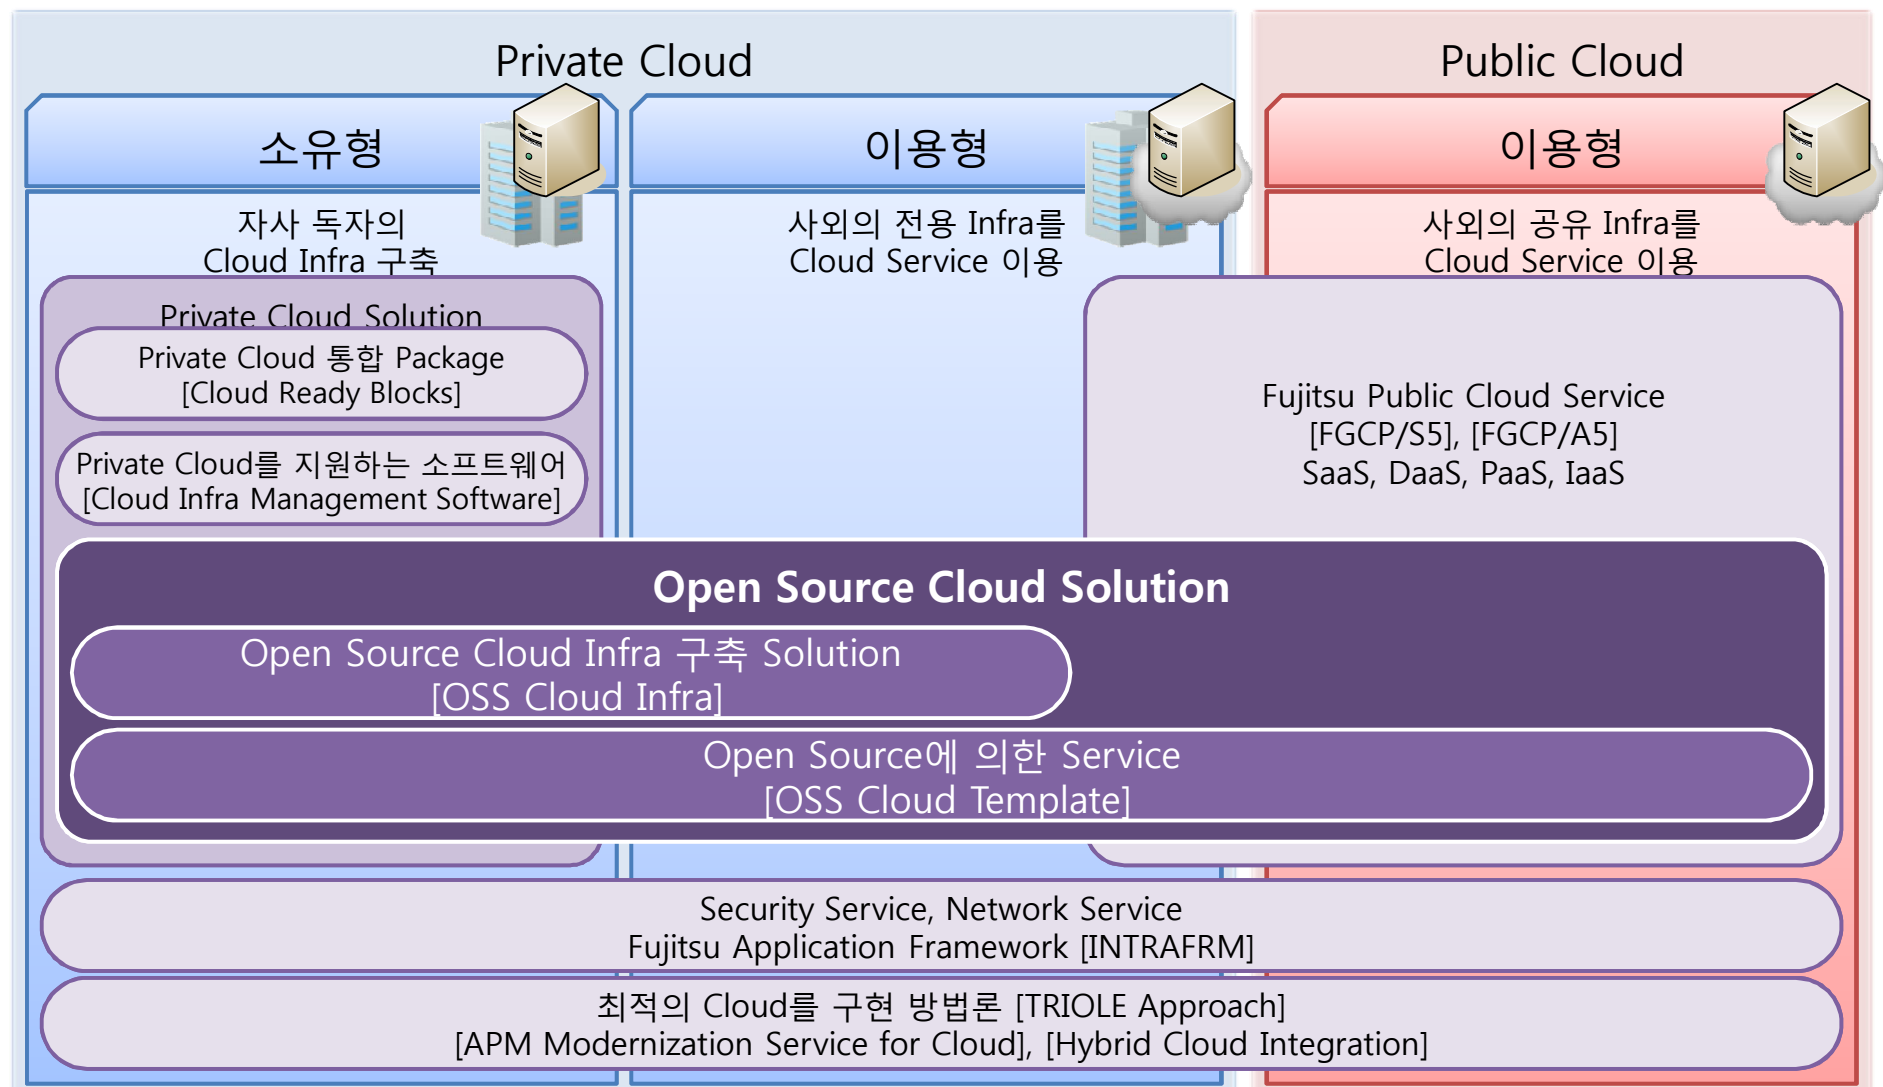 Private Cloud
Public Cloud
소유형
이용형
이용형
자사 독자의
Cloud Infra 구축
사외의 전용 Infra를
Cloud Service 이용
사외의 공유 Infra를
Cloud Service 이용
Private Cloud Solution
Private Cloud 통합 Package
[Cloud Ready Blocks]
Private Cloud를 지원하는 소프트웨어
[Cloud Infra Management Software]
Fujitsu Public Cloud Service
[FGCP/S5], [FGCP/A5]
SaaS, DaaS, PaaS, IaaS
Open Source Cloud Solution
Open Source Cloud Infra 구축 Solution
[OSS Cloud Infra]
Open Source에 의한 Service
[OSS Cloud Template]
Security Service, Network Service
Fujitsu Application Framework [INTRAFRM]
최적의 Cloud를 구현 방법론 [TRIOLE Approach]
[APM Modernization Service for Cloud], [Hybrid Cloud Integration]